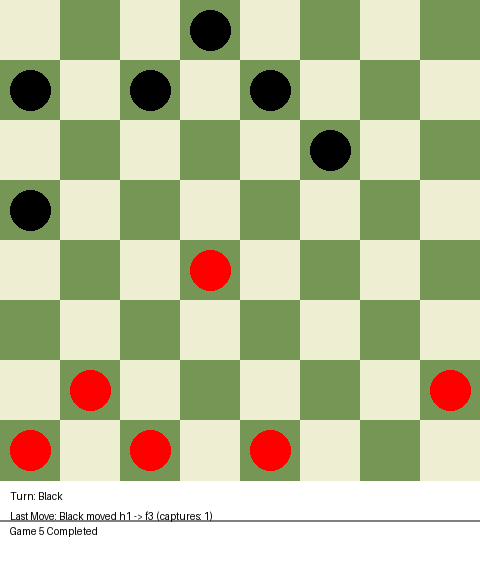 Turn: Black
Last Move: Black moved h1 -> f3 (captures: 1)
Game 5 Completed